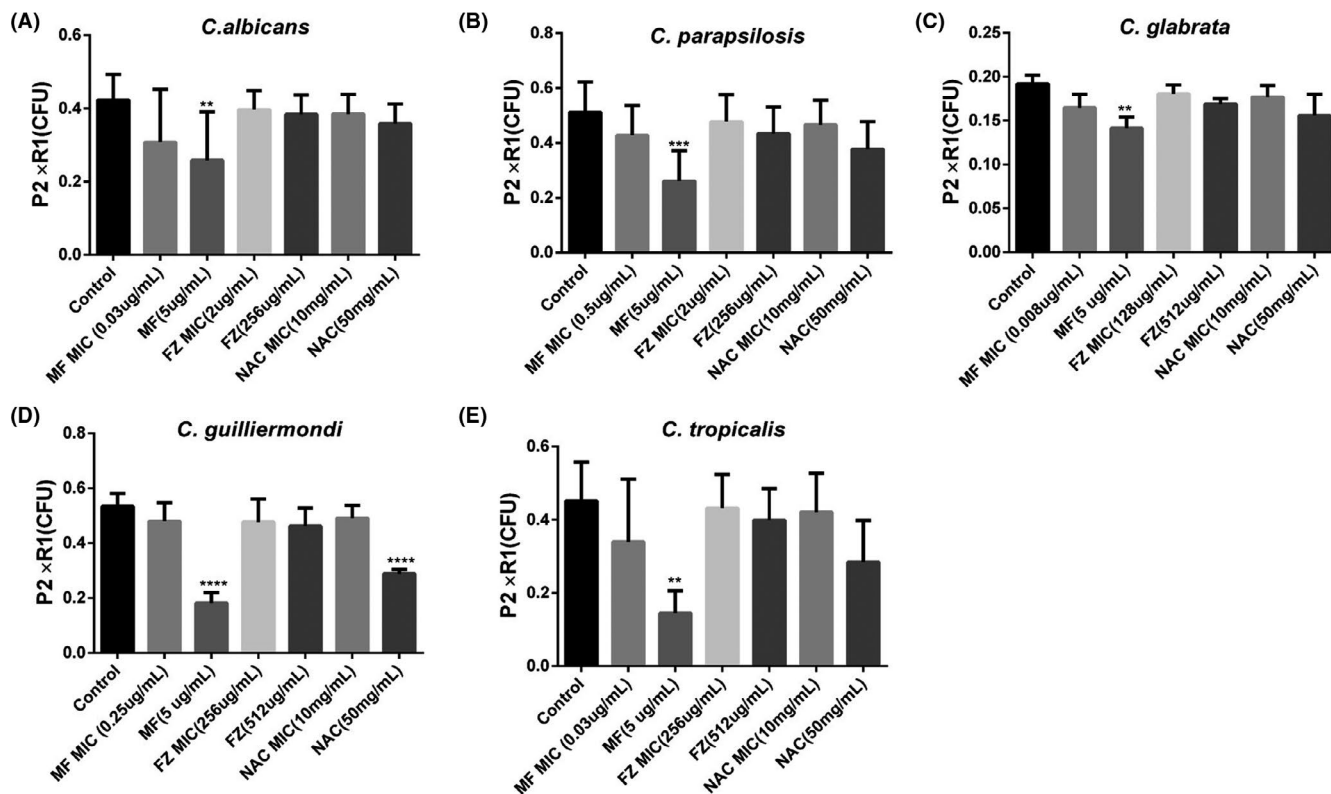 (A)
C.albicans
P2 ×R1(CFU)
0.6
0.4
0.2
0.0
**
Control
MF MIC (0.03ug/mL)
MF(5ug/mL)
FZ MIC(2ug/mL)
FZ(256ug/mL)
NAC MIC(10mg/mL)
NAC(50mg/mL)
(B)
C. parapsilosis
P2 ×R1(CFU)
0.8
0.6
0.4
0.2
0.0
***
Control
MF MIC (0.5ug/mL)
MF(5ug/mL)
FZ MIC(2ug/mL)
FZ(256ug/mL)
NAC MIC(10mg/mL)
NAC(50mg/mL)
(C)
C. glabrata
P2 ×R1(CFU)
0.25
0.20
0.15
0.10
0.05
0.00
**
Control
MF MIC (0.008ug/mL)
MF(5 ug/mL)
FZ MIC(128ug/mL)
FZ(512ug/mL)
NAC MIC(10mg/mL)
NAC(50mg/mL)
(D)
C. guilliermondi
P2 ×R1(CFU)
0.8
0.6
0.4
0.2
0.0
****
****
Control
MF MIC (0.25ug/mL)
MF(5 ug/mL)
FZ MIC(256ug/mL)
FZ(512ug/mL)
NAC MIC(10mg/mL)
NAC(50mg/mL)
(E)
C. tropicalis
P2 ×R1(CFU)
0.6
0.4
0.2
0.0
**
Control
MF MIC (0.03ug/mL)
MF(5 ug/mL)
FZ MIC(256ug/mL)
FZ(512ug/mL)
NAC MIC(10mg/mL)
NAC(50mg/mL)